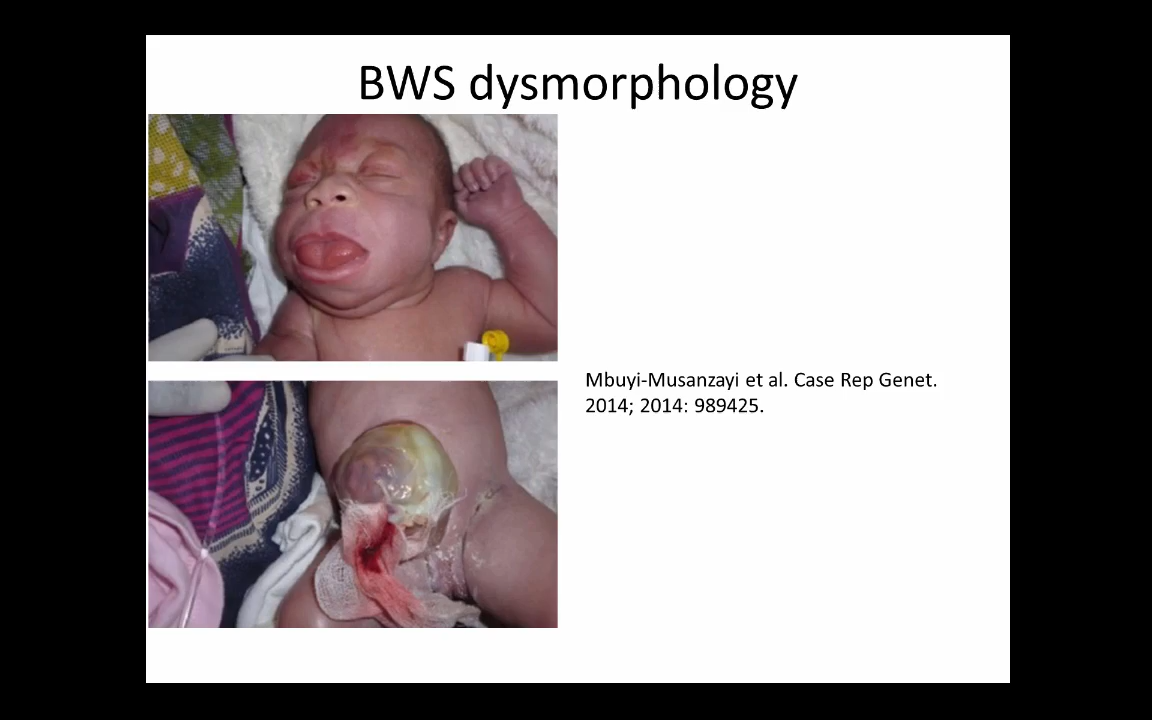 BWS dysmorphology
Mbuyi-Musanzayi et al. Case Rep Genet.
2014; 2014: 989425.